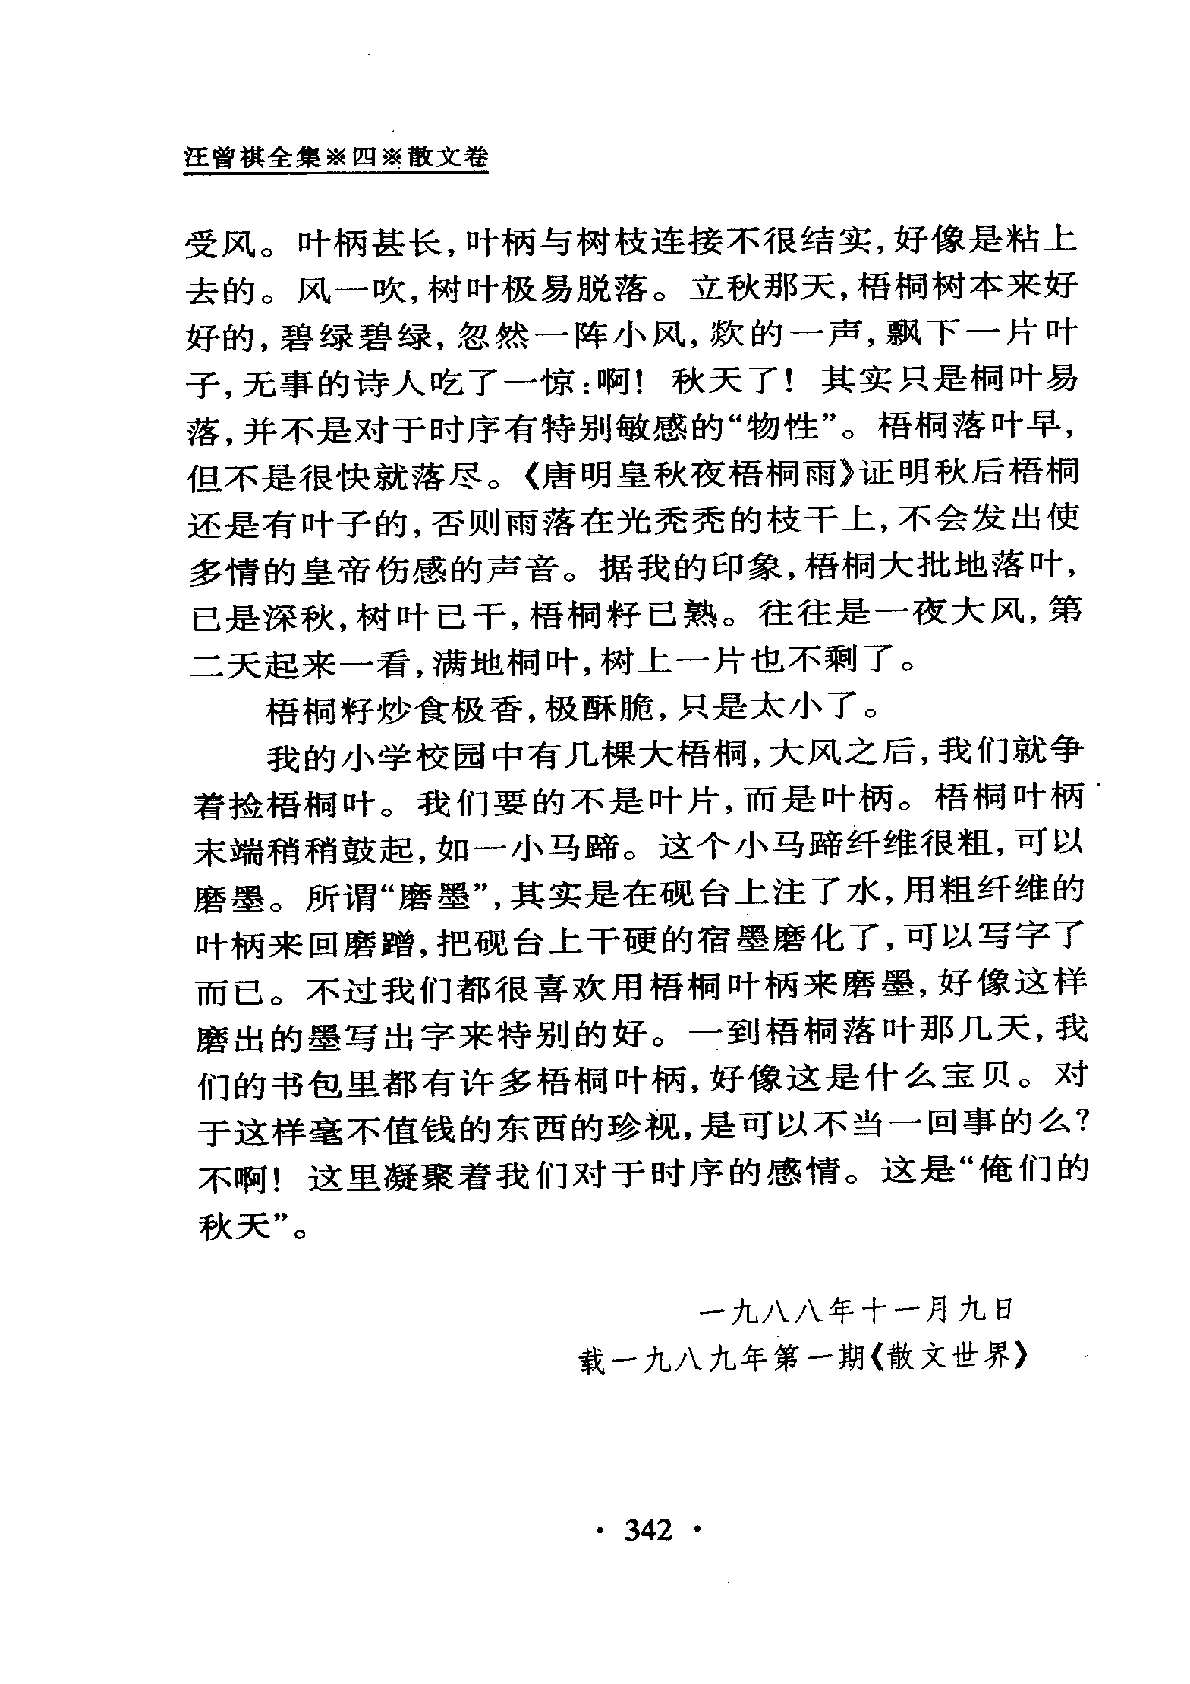 汪曾祺全集※四※散文卷
受风。叶柄甚长,叶柄与树枝连接不很结实,好像是粘上
去的。风一吹,树叶极易脱落。立秋那天,梧桐树本来好
好的,碧绿碧绿,忽然一阵小风,欻的一声,飘下一片叶
子,无事的诗人吃了一惊:啊!秋天了!其实只是桐叶易
落,并不是对于时序有特别敏感的“物性”。梧桐落叶早,
但不是很快就落尽。《唐明皇秋夜梧桐雨》证明秋后梧桐
还是有叶子的,否则雨落在光秃秃的枝干上,不会发出使
多情的皇帝伤感的声音。据我的印象,梧桐大批地落叶,
已是深秋,树叶已干,梧桐籽已熟。往往是一夜大风,第
二天起来一看,满地桐叶,树上一片也不剩了。
梧桐籽炒食极香,极酥脆,只是太小了。
我的小学校园中有几棵大梧桐,大风之后,我们就争
着捡梧桐叶。我们要的不是叶片,而是叶柄。梧桐叶柄
末端稍稍鼓起,如一小马蹄。这个小马蹄纤维很粗,可以
磨墨。所谓“磨墨”,其实是在砚台上注了水,用粗纤维的
叶柄来回磨蹭,把砚台上干硬的宿墨磨化了,可以写字了
而已。不过我们都很喜欢用梧桐叶柄来磨墨,好像这样
磨出的墨写出字来特别的好。一到梧桐落叶那几天,我
们的书包里都有许多梧桐叶柄,好像这是什么宝贝。对
于这样毫不值钱的东西的珍视,是可以不当一回事的么?
不啊!这里凝聚着我们对于时序的感情。这是“俺们的
秋天”。
一九八八年十一月九日
载一九八九年第一期《散文世界》
· 342 ·